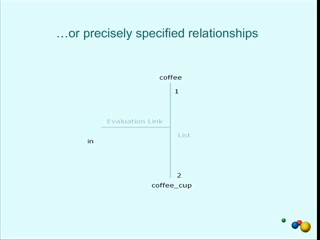 …or precisely specified relationships
coffee
1
Evaluation Link
List
in
2
coffee_cup